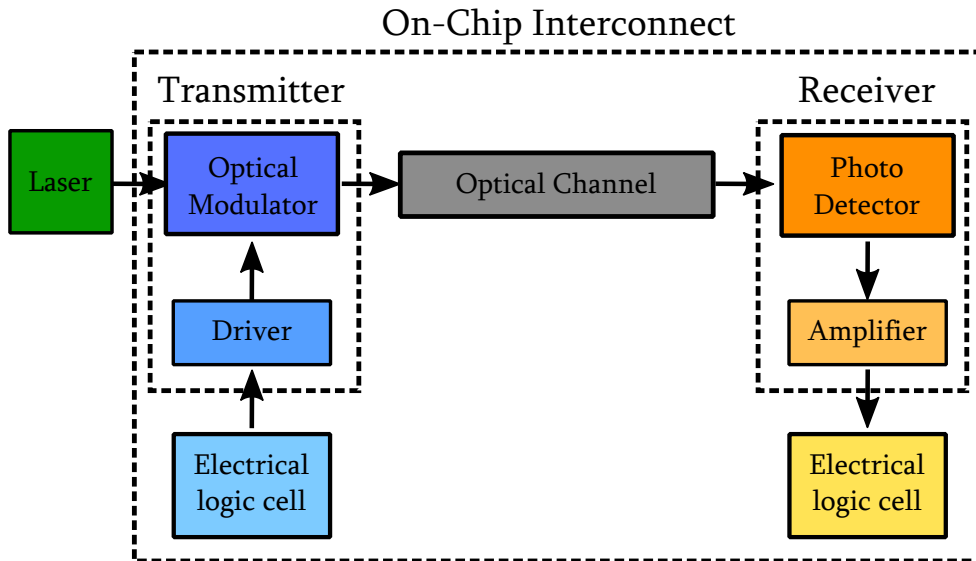 On-Chip Interconnect
Transmitter
Receiver
Laser
Optical
Modulator
Optical Channel
Photo
Detector
Driver
Amplifier
Electrical
logic cell
Electrical
logic cell